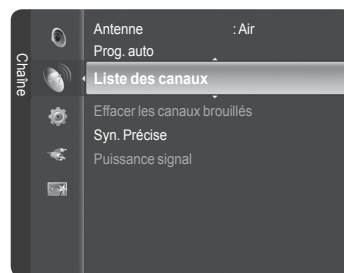 Chaîne
Antenne : Air
Prog. auto
Liste des canaux
Effacer les canaux brouillés
Syn. Précise
Puissance signal